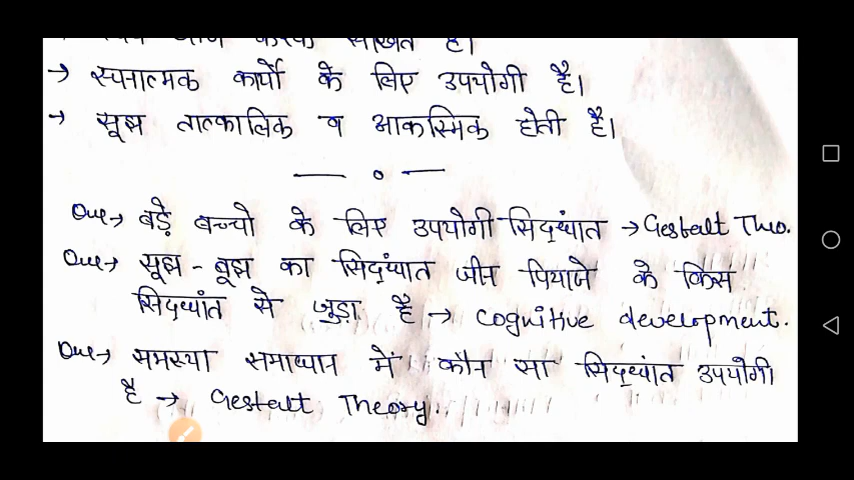 → रचनात्मक कार्यो के लिए उपयोगी है।
→ सूझ तात्कालिक व आकस्मिक होती है।
Que→ बड़े बच्चो के लिए उपयोगी सिद्धांत → Gestalt Theo.
Que→ सूझ-बूझ का सिद्धांत जीन पियाजे के किस
सिद्धांत से जुड़ा है → cognitive development.
Que→ समस्या समाधान में कौन सा सिद्धांत उपयोगी
है → Gestalt Theory.